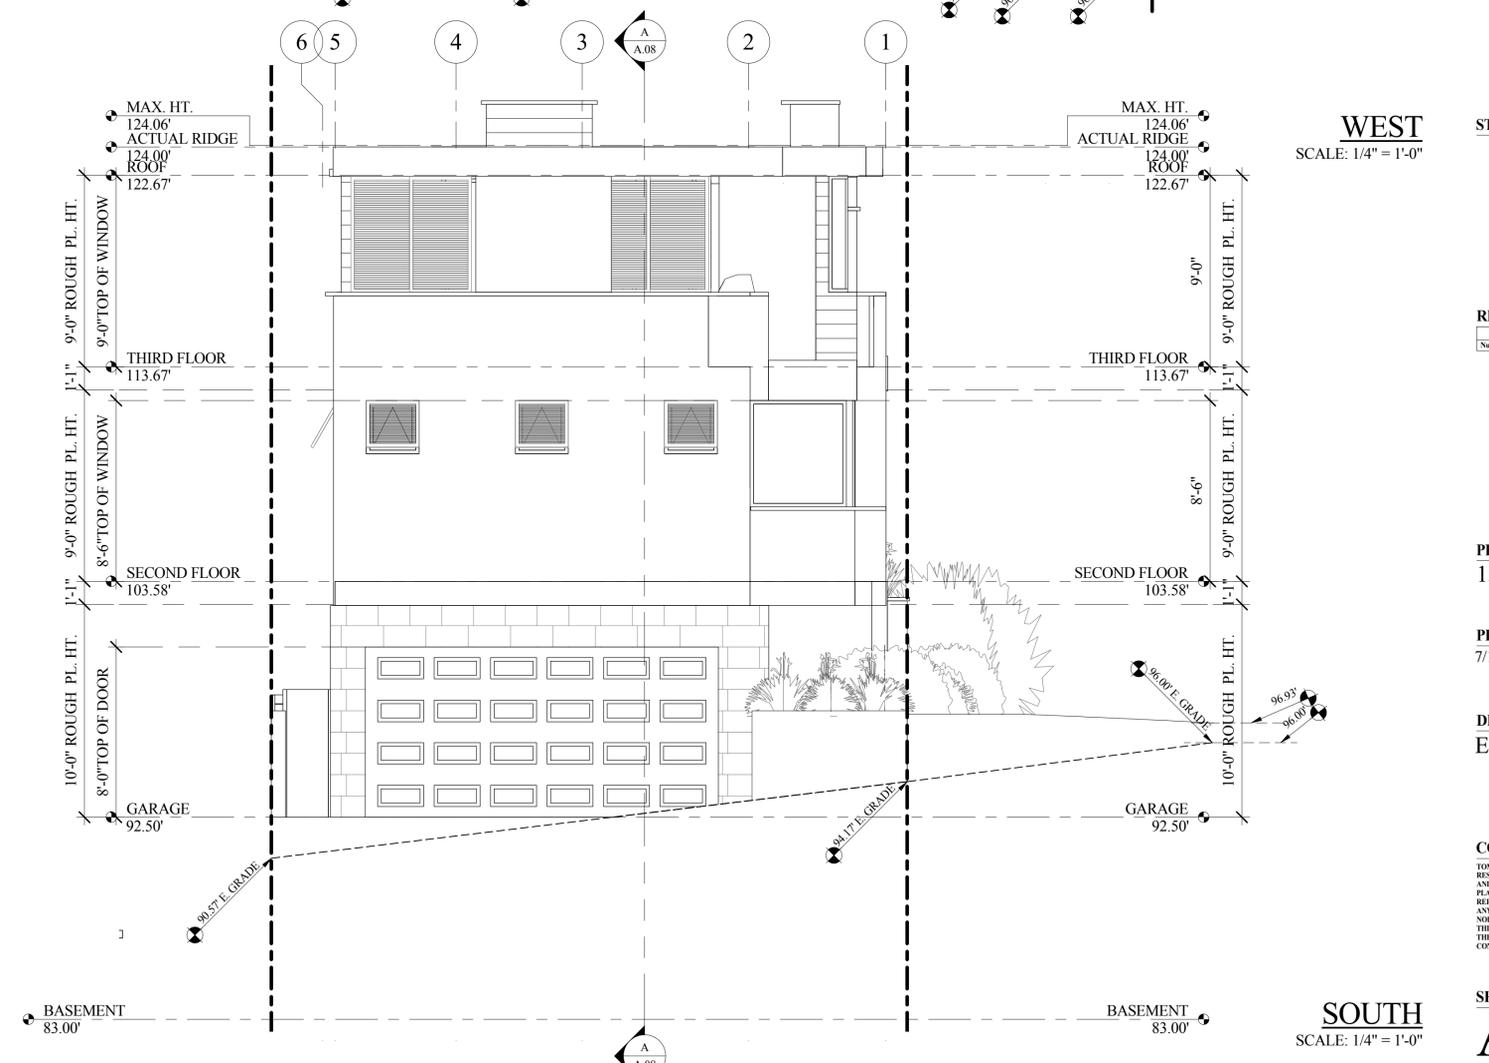 6 5 4 3 A 2 1
A.08
MAX. HT.
124.06'
ACTUAL RIDGE
124.00'
ROOF
122.67'
9'-0" ROUGH PL. HT.
9'-0"TOP OF WINDOW
THIRD FLOOR
113.67'
1'-1"
9'-0" ROUGH PL. HT.
8'-6"TOP OF WINDOW
SECOND FLOOR
103.58'
1'-1"
10'-0" ROUGH PL. HT.
8'-0"TOP OF DOOR
GARAGE
92.50'
90.57' E. GRADE
BASEMENT
83.00'
MAX. HT.
124.06'
ACTUAL RIDGE
124.00'
ROOF
122.67'
9'-0"
9'-0" ROUGH PL. HT.
THIRD FLOOR
113.67'
1'-1"
8'-6"
9'-0" ROUGH PL. HT.
SECOND FLOOR
103.58'
1'-1"
10'-0" ROUGH PL. HT.
96.00' E. GRADE
96.93'
96.00'
94.17' E. GRADE
GARAGE
92.50'
BASEMENT
83.00'
A
WEST
SCALE: 1/4" = 1'-0"
SOUTH
SCALE: 1/4" = 1'-0"